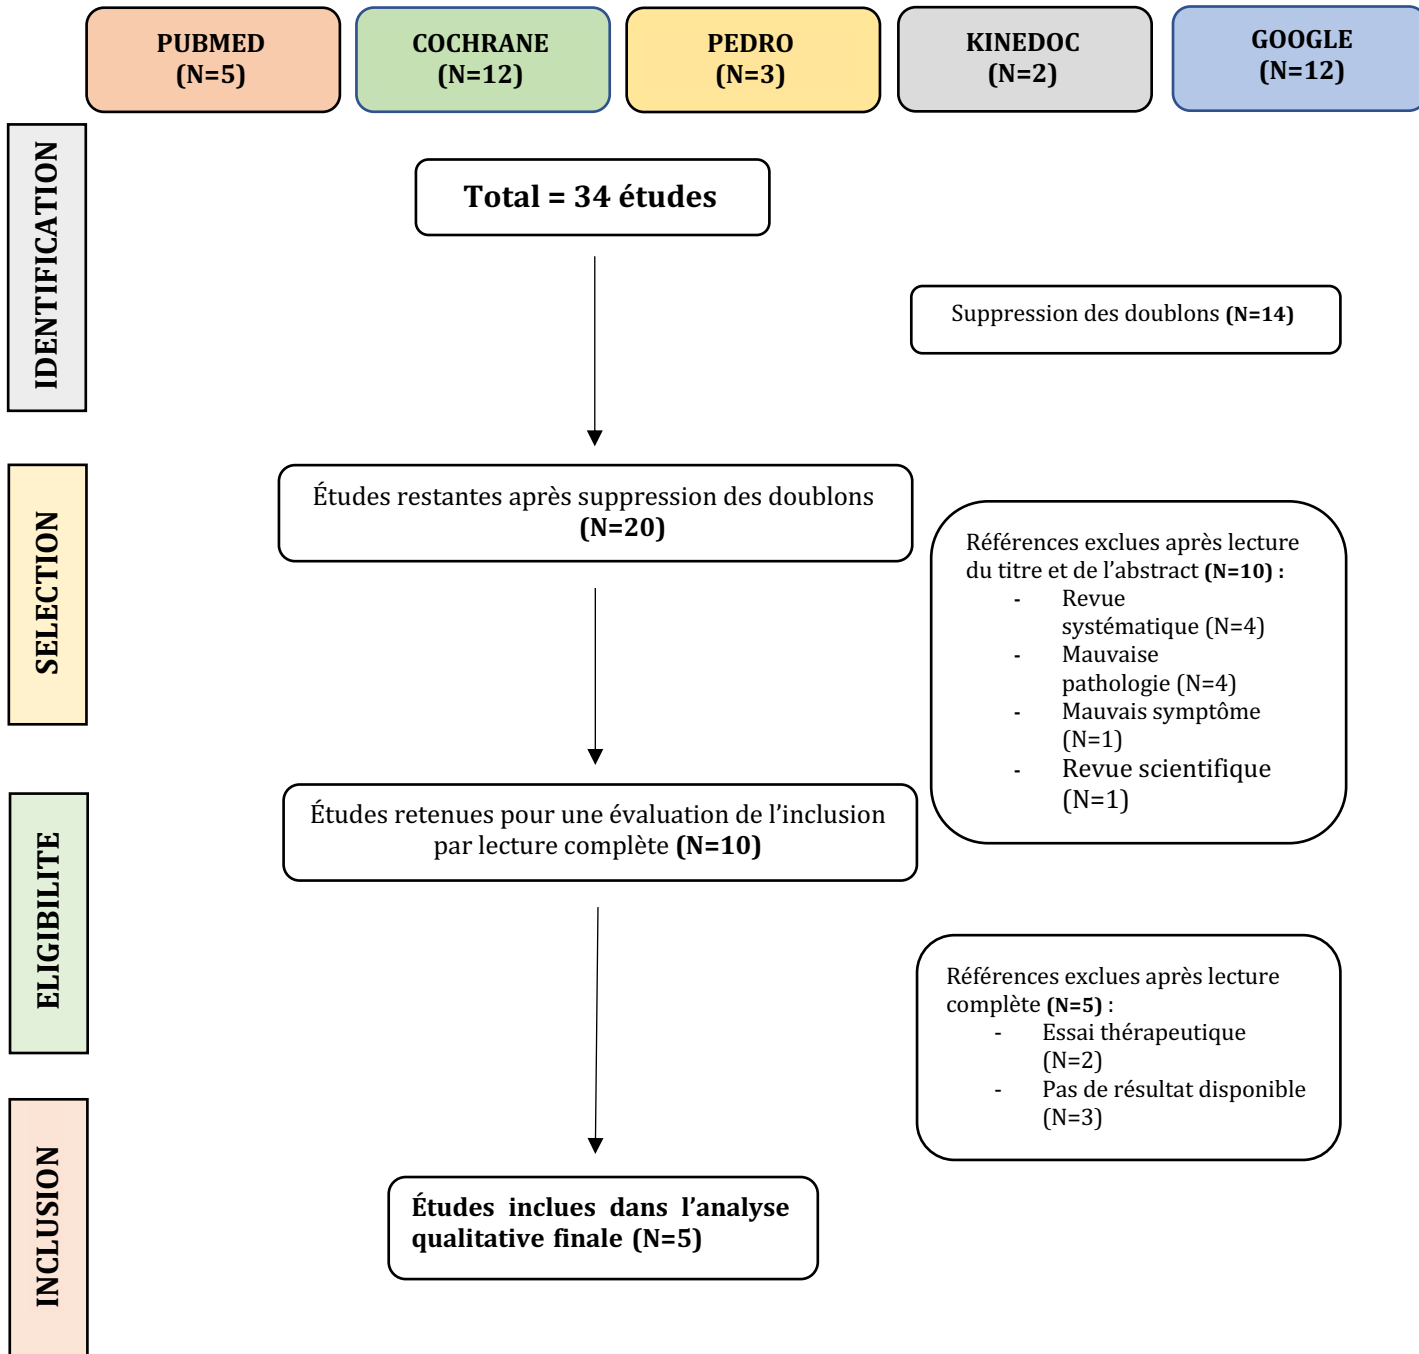 PUBMED
(N=5)
COCHRANE
(N=12)
PEDRO
(N=3)
KINEDOC
(N=2)
GOOGLE
(N=12)
IDENTIFICATION
Total = 34 études
Suppression des doublons (N=14)
SELECTION
Études restantes après suppression des doublons
(N=20)
Références exclues après lecture
du titre et de l’abstract (N=10) :
- Revue
systématique (N=4)
- Mauvaise
pathologie (N=4)
- Mauvais symptôme
(N=1)
- Revue scientifique
(N=1)
ELIGIBILITE
Études retenues pour une évaluation de l’inclusion
par lecture complète (N=10)
Références exclues après lecture
complète (N=5) :
- Essai thérapeutique
(N=2)
- Pas de résultat disponible
(N=3)
INCLUSION
Études inclues dans l’analyse
qualitative finale (N=5)